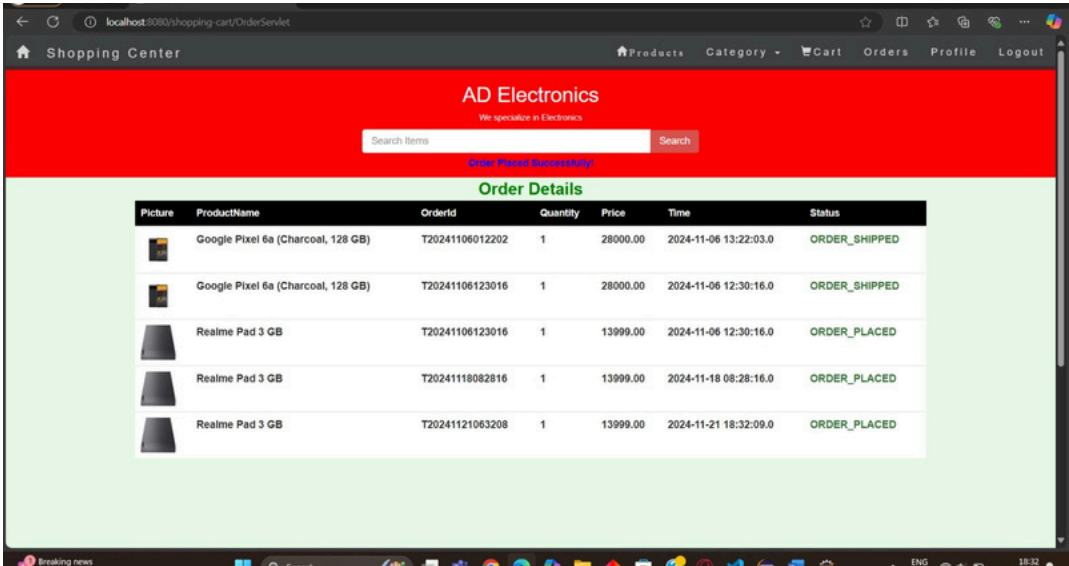 localhost:8080/shopping-cart/OrderServlet
Shopping Center Products Category Cart Orders Profile Logout
AD Electronics
We specialize in Electronics
Search Items Search
Order Placed Successfully!
Order Details
Picture ProductName OrderId Quantity Price Time Status
Google Pixel 6a (Charcoal, 128 GB) T20241106012202 1 28000.00 2024-11-06 13:22:03.0 ORDER_SHIPPED
Google Pixel 6a (Charcoal, 128 GB) T20241106123016 1 28000.00 2024-11-06 12:30:16.0 ORDER_SHIPPED
Realme Pad 3 GB T20241106123016 1 13999.00 2024-11-06 12:30:16.0 ORDER_PLACED
Realme Pad 3 GB T20241118082816 1 13999.00 2024-11-18 08:28:16.0 ORDER_PLACED
Realme Pad 3 GB T20241121063208 1 13999.00 2024-11-21 18:32:09.0 ORDER_PLACED
Breaking news ENG 18:32